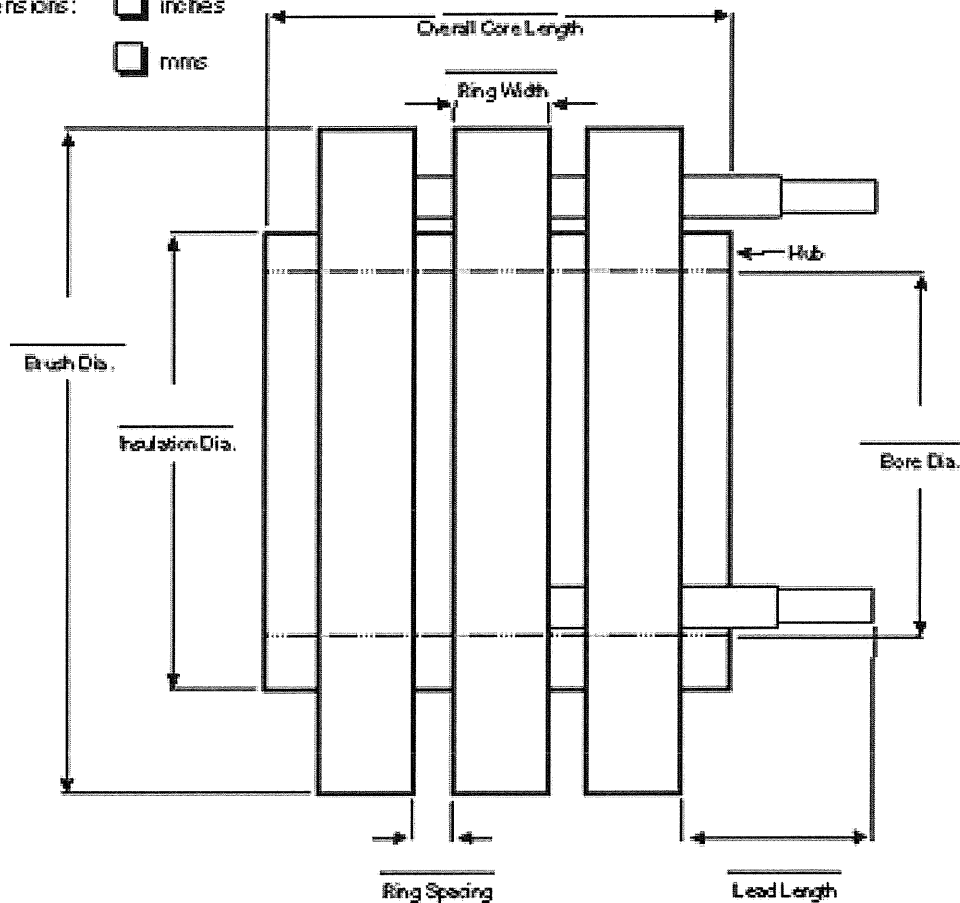 inches
Overall Core Length
mms
Ring Width
Hub
Brush Dia.
Insulation Dia.
Bore Dia.
Ring Spacing
Lead Length